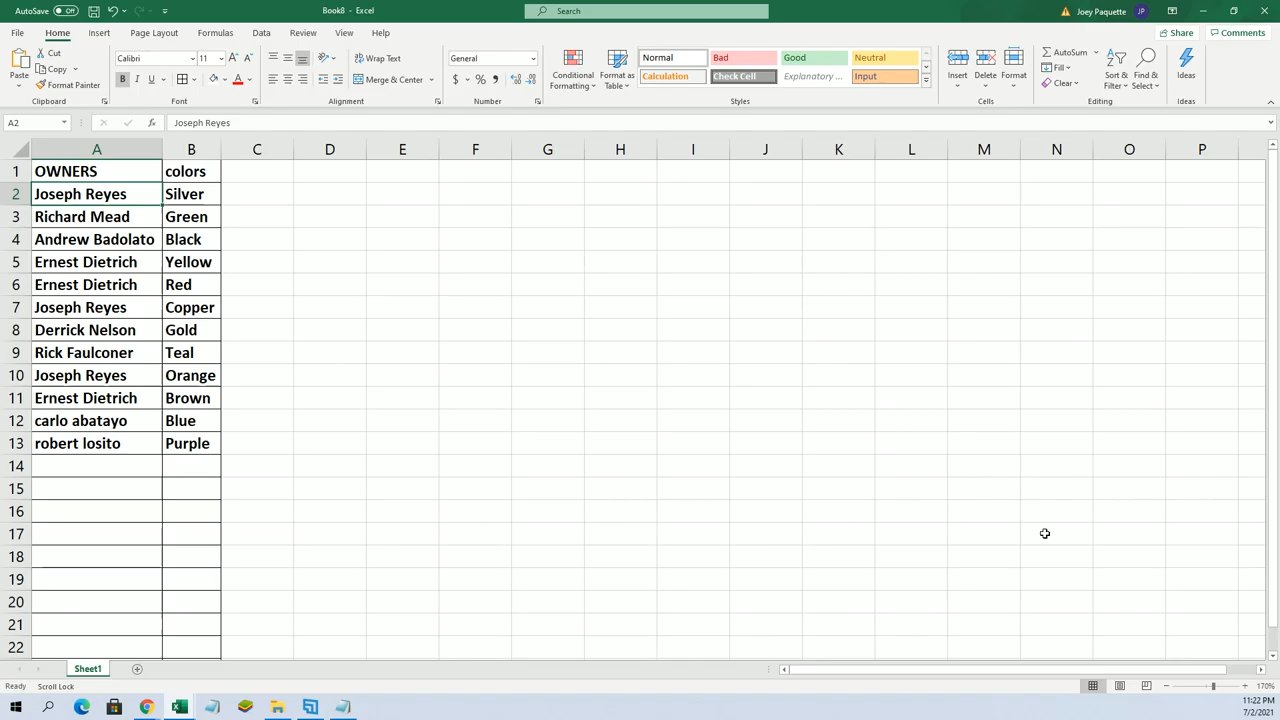 AutoSave Off Book8 - Excel Search Joey Paquette JP
File Home Insert Page Layout Formulas Data Review View Help Share Comments
Paste Cut Copy Format Painter Clipboard
Calibri 11 A A B I U A Font
Wrap Text Merge & Center Alignment
General $ % , Number
Conditional Formatting Format as Table
Normal Bad Good Neutral
Calculation Check Cell Explanatory ... Input
Styles
Insert Delete Format Cells
AutoSum Fill Clear Sort & Filter Find & Select Editing
Ideas Ideas
A2 fx Joseph Reyes
A B C D E F G H I J K L M N O P
1 OWNERS colors
2 Joseph Reyes Silver
3 Richard Mead Green
4 Andrew Badolato Black
5 Ernest Dietrich Yellow
6 Ernest Dietrich Red
7 Joseph Reyes Copper
8 Derrick Nelson Gold
9 Rick Faulconer Teal
10 Joseph Reyes Orange
11 Ernest Dietrich Brown
12 carlo abatayo Blue
13 robert losito Purple
14
15
16
17
18
19
20
21
22
Sheet1
Ready Scroll Lock 170%
11:22 PM
7/2/2021